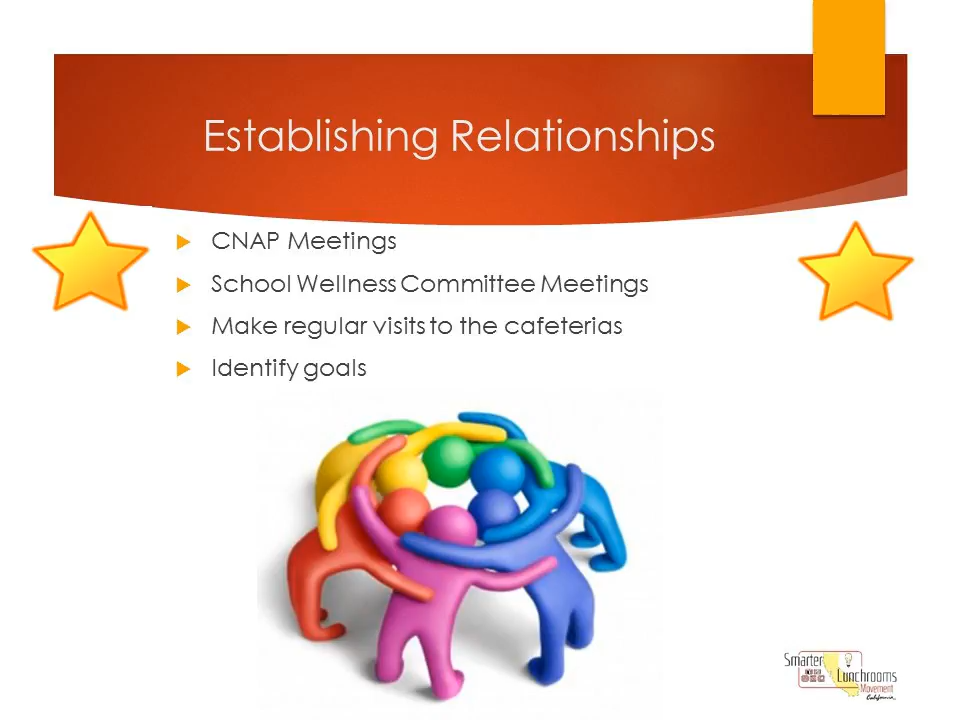 Establishing Relationships
CNAP Meetings
School Wellness Committee Meetings
Make regular visits to the cafeterias
Identify goals
Smarter
Lunchrooms
Movement
California